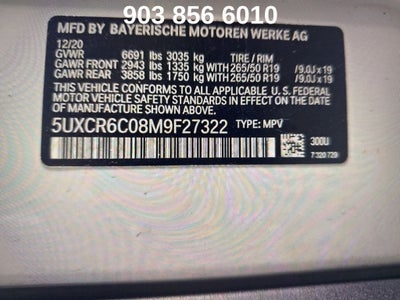 903 856 6010
MFD BY BAYERISCHE MOTOREN WERKE AG
12/20
GVWR 6691 lbs 3035 kg TIRE / RIM
GAWR FRONT 2943 lbs 1335 kg WITH 265/50 R19 /9.0J x 19
GAWR REAR 3858 lbs 1750 kg WITH 265/50 R19 /9.0J x 19
THIS VEHICLE CONFORMS TO ALL APPLICABLE U. S. FEDERAL
MOTOR VEHICLE SAFETY STANDARDS
IN EFFECT ON THE DATE OF MANUFACTURE SHOWN ABOVE.
5UXCR6C08M9F27322 TYPE: MPV
300U
7 320 729